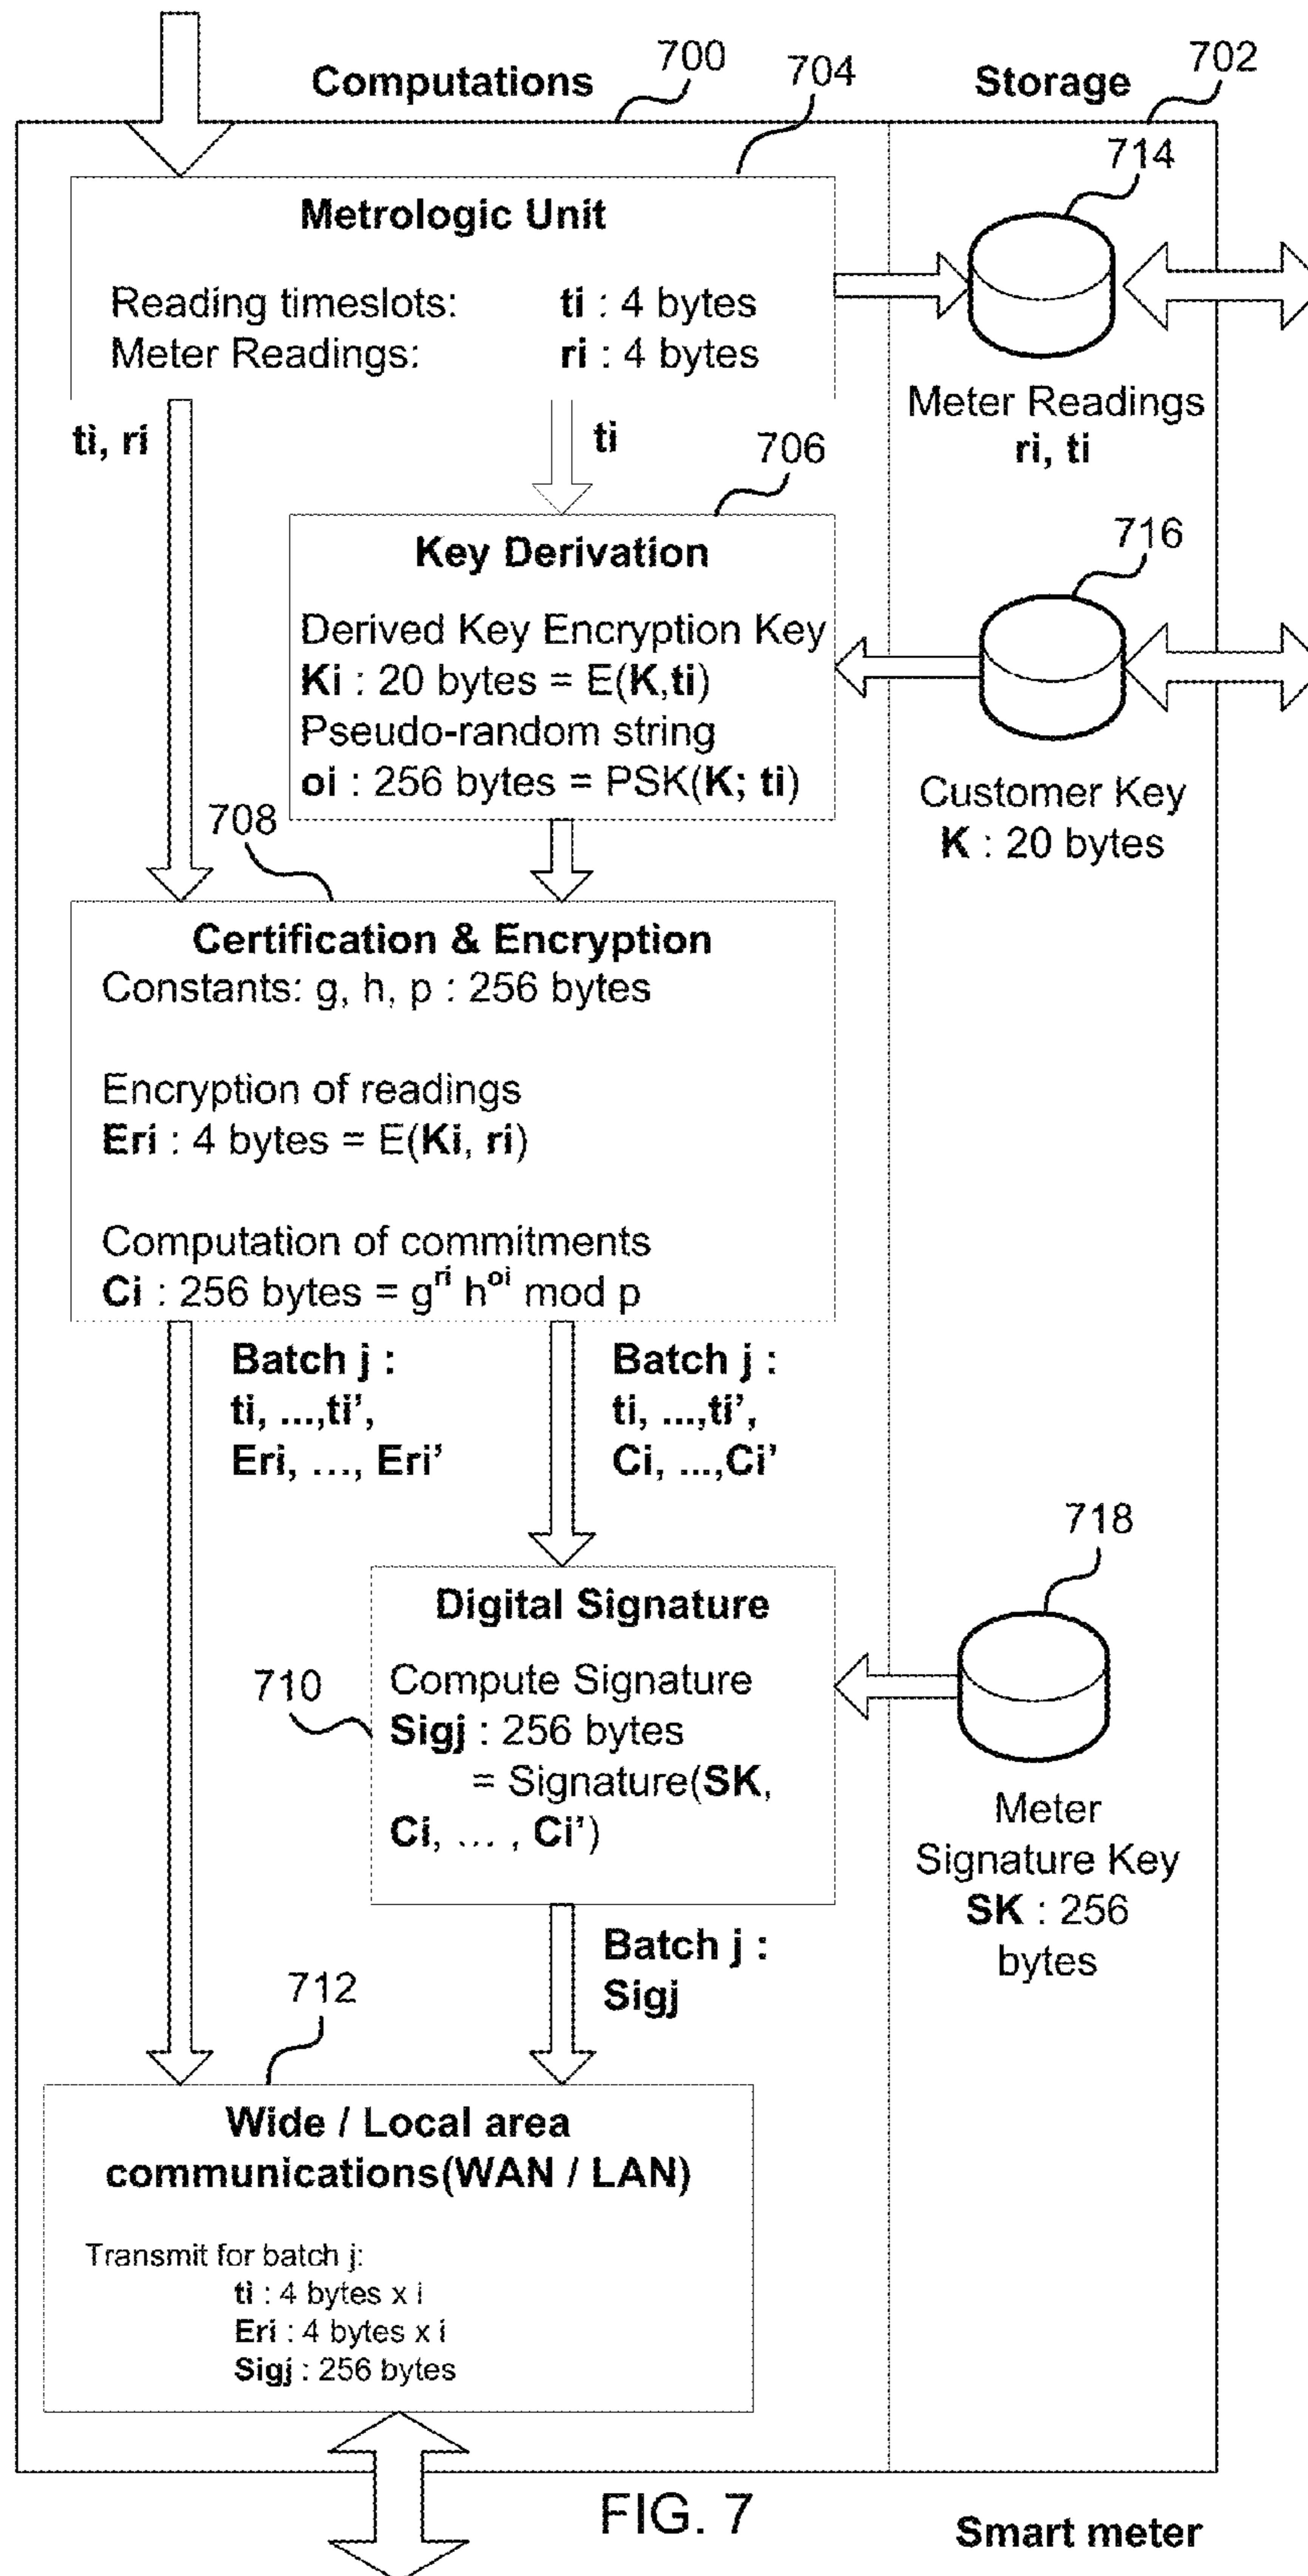 Computations
700
704
Storage
702
Metrologic Unit
Reading timeslots: ti : 4 bytes
Meter Readings: ri : 4 bytes
714
Meter Readings
ri, ti
ti, ri
ti
706
Key Derivation
Derived Key Encryption Key
Ki : 20 bytes = E(K,ti)
Pseudo-random string
oi : 256 bytes = PSK(K; ti)
716
Customer Key
K : 20 bytes
708
Certification & Encryption
Constants: g, h, p : 256 bytes
Encryption of readings
Eri : 4 bytes = E(Ki, ri)
Computation of commitments
Ci : 256 bytes = g^ri h^oi mod p
Batch j :
ti, ...,ti’,
Eri, …, Eri’
Batch j :
ti, ...,ti’,
Ci, ...,Ci’
Digital Signature
710
Compute Signature
Sigj : 256 bytes
= Signature(SK,
Ci, … , Ci’)
718
Meter
Signature Key
SK : 256
bytes
Batch j :
Sigj
712
Wide / Local area
communications(WAN / LAN)
Transmit for batch j:
ti : 4 bytes x i
Eri : 4 bytes x i
Sigj : 256 bytes
FIG. 7
Smart meter